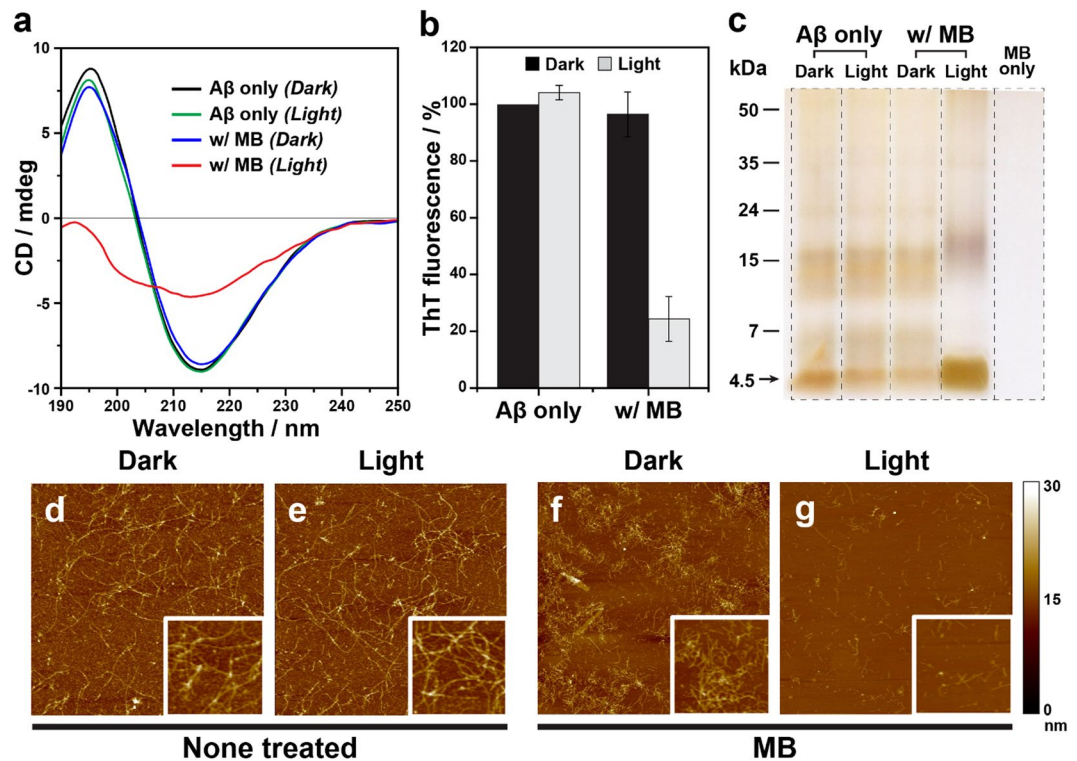 a
10
5
0
-5
-10
CD / mdeg
190 200 210 220 230 240 250
Wavelength / nm
Aβ only (Dark)
Aβ only (Light)
w/ MB (Dark)
w/ MB (Light)
b
120
100
80
60
40
20
0
ThT fluorescence / %
Dark Light
Aβ only w/ MB
c
Aβ only w/ MB MB
only
kDa Dark Light Dark Light
50
35
24
15
7
4.5
Dark Light Dark Light
d e f g
30
15
0
nm
None treated MB